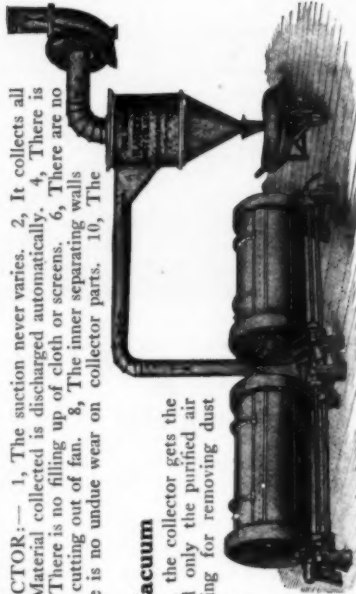 CTOR:— 1, The suction never varies. 2, It collects all
Material collected is discharged automatically. 4, There is
There is no filling up of cloth or screens. 6, There are no
cutting out of fan. 8, The inner separating walls
e is no undue wear on collector parts. 10, The
acuum
the collector gets the
d only the purified air
ing for removing dust